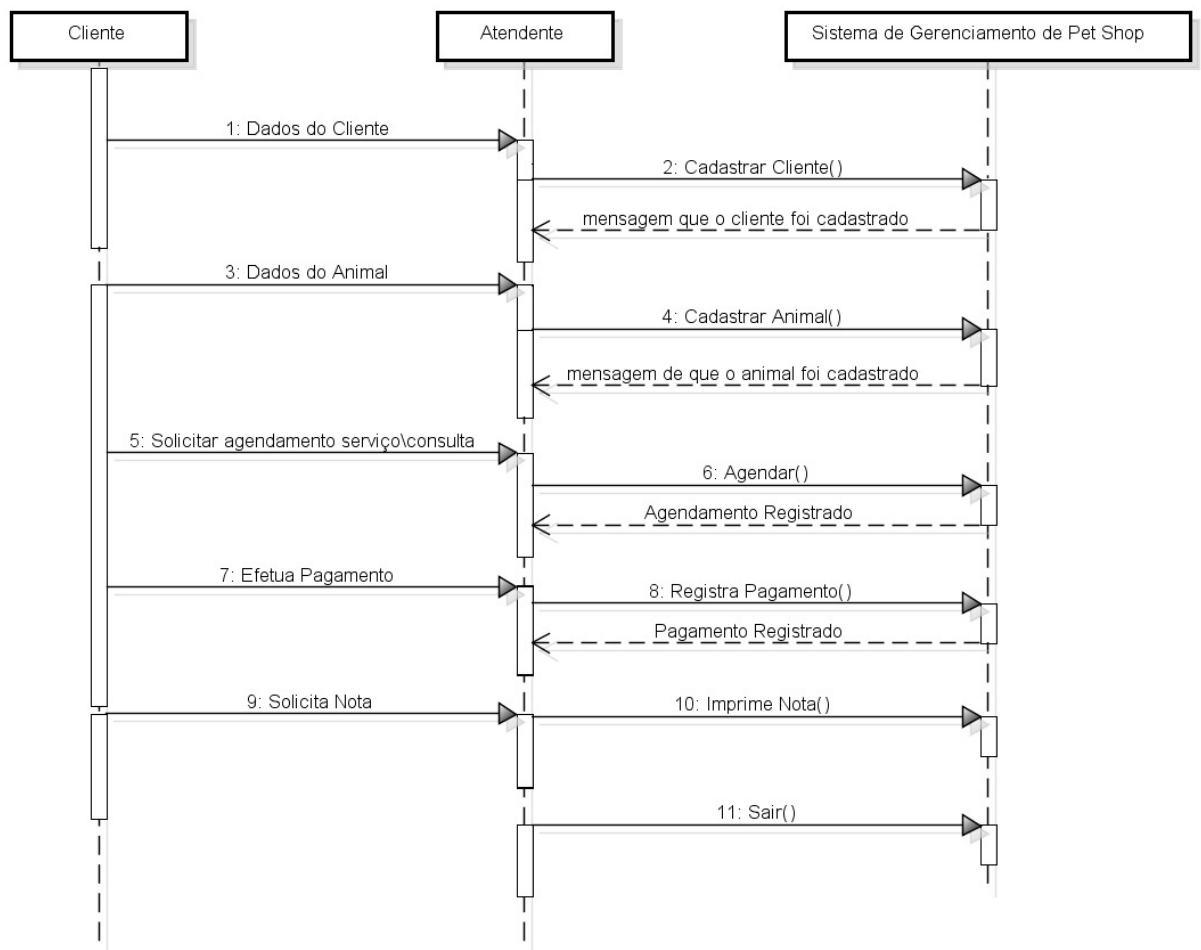 Cliente
Atendente
Sistema de Gerenciamento de Pet Shop
1: Dados do Cliente
2: Cadastrar Cliente()
mensagem que o cliente foi cadastrado
3: Dados do Animal
4: Cadastrar Animal()
mensagem de que o animal foi cadastrado
5: Solicitar agendamento serviço\consulta
6: Agendar()
Agendamento Registrado
7: Efetua Pagamento
8: Registra Pagamento()
Pagamento Registrado
9: Solicita Nota
10: Imprime Nota()
11: Sair()